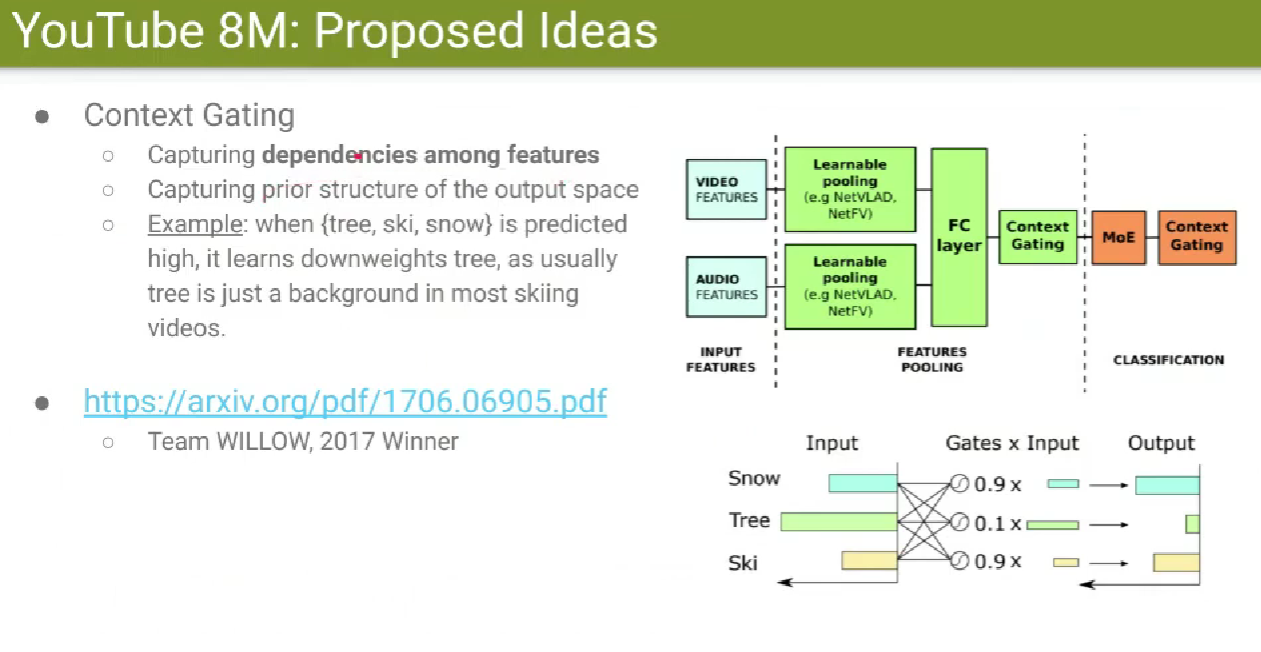 YouTube 8M: Proposed Ideas
Context Gating
Capturing dependencies among features
Capturing prior structure of the output space
Example: when {tree, ski, snow} is predicted
high, it learns downweights tree, as usually
tree is just a background in most skiing
videos.
https://arxiv.org/pdf/1706.06905.pdf
Team WILLOW, 2017 Winner
VIDEO
FEATURES
AUDIO
FEATURES
INPUT
FEATURES
Learnable
pooling
(e.g NetVLAD,
NetFV)
Learnable
pooling
(e.g NetVLAD,
NetFV)
FC
layer
Context
Gating
FEATURES
POOLING
MoE
Context
Gating
CLASSIFICATION
Input
Gates x Input
Output
Snow
0.9 x
Tree
0.1 x
Ski
0.9 x